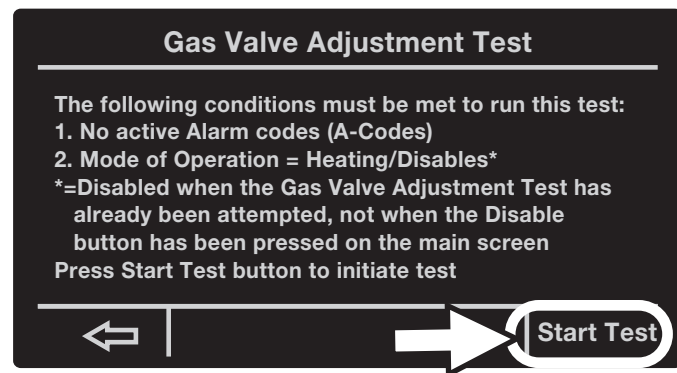 Gas Valve Adjustment Test
The following conditions must be met to run this test:
1. No active Alarm codes (A-Codes)
2. Mode of Operation = Heating/Disables*
*=Disabled when the Gas Valve Adjustment Test has
already been attempted, not when the Disable
button has been pressed on the main screen
Press Start Test button to initiate test
Start Test